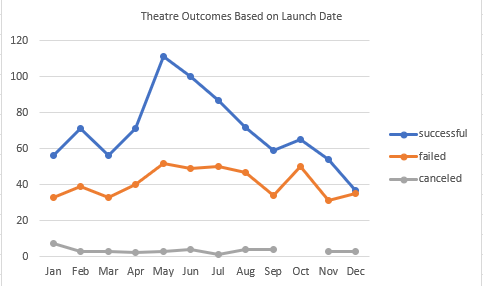 Theatre Outcomes Based on Launch Date
120
100
80
60
40
20
0
Jan Feb Mar Apr May Jun Jul Aug Sep Oct Nov Dec
successful
failed
canceled